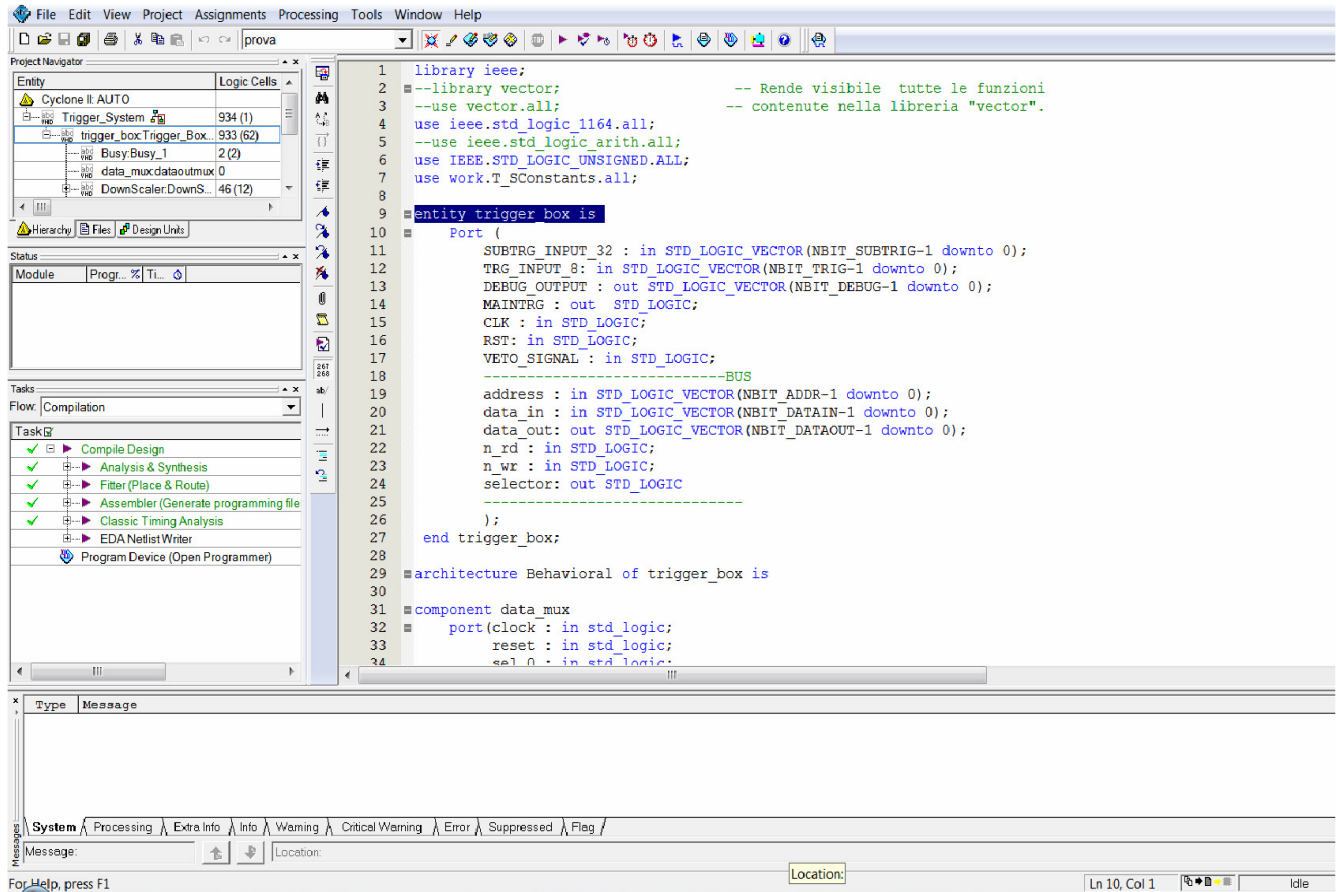 File Edit View Project Assignments Processing Tools Window Help
prova
Project Navigator
Entity Logic Cells
Cyclone II: AUTO
Trigger_System 934 (1)
trigger_box:Trigger_Box... 933 (62)
Busy:Busy_1 2 (2)
data_mux:dataoutmux 0
DownScaler:DownS... 46 (12)
Hierarchy Files Design Units
Status
Module Progr... % Ti...
Tasks
Flow: Compilation
Task
Compile Design
Analysis & Synthesis
Fitter (Place & Route)
Assembler (Generate programming file
Classic Timing Analysis
EDA Netlist Writer
Program Device (Open Programmer)
267
268
ab/
1 library ieee;
2 --library vector; -- Rende visibile tutte le funzioni
3 --use vector.all; -- contenute nella libreria "vector".
4 use ieee.std_logic_1164.all;
5 --use ieee.std_logic_arith.all;
6 use IEEE.STD_LOGIC_UNSIGNED.ALL;
7 use work.T_SConstants.all;
8
9 entity trigger_box is
10 Port (
11 SUBTRG_INPUT_32 : in STD_LOGIC_VECTOR(NBIT_SUBTRIG-1 downto 0);
12 TRG_INPUT_8: in STD_LOGIC_VECTOR(NBIT_TRIG-1 downto 0);
13 DEBUG_OUTPUT : out STD_LOGIC_VECTOR(NBIT_DEBUG-1 downto 0);
14 MAINTRG : out STD_LOGIC;
15 CLK : in STD_LOGIC;
16 RST: in STD_LOGIC;
17 VETO_SIGNAL : in STD_LOGIC;
18 ----------------------------BUS
19 address : in STD_LOGIC_VECTOR(NBIT_ADDR-1 downto 0);
20 data_in : in STD_LOGIC_VECTOR(NBIT_DATAIN-1 downto 0);
21 data_out: out STD_LOGIC_VECTOR(NBIT_DATAOUT-1 downto 0);
22 n_rd : in STD_LOGIC;
23 n_wr : in STD_LOGIC;
24 selector: out STD_LOGIC
25 ------------------------------
26 );
27 end trigger_box;
28
29 architecture Behavioral of trigger_box is
30
31 component data_mux
32 port(clock : in std_logic;
33 reset : in std_logic;
34 sel_0 : in std_logic;
Type Message
System Processing Extra Info Info Warning Critical Warning Error Suppressed Flag
Messages
Message: Location:
Location:
For Help, press F1 Ln 10, Col 1 Idle